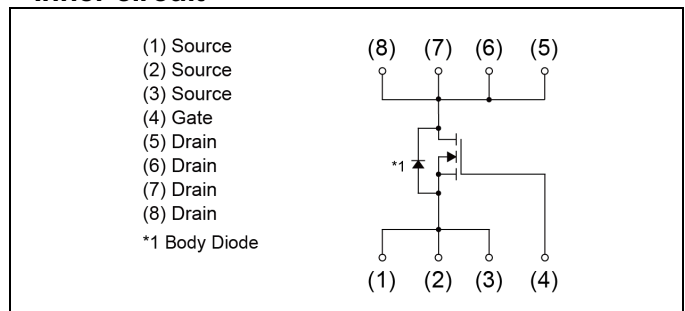 Inner circuit
(1) Source
(2) Source
(3) Source
(4) Gate
(5) Drain
(6) Drain
(7) Drain
(8) Drain
*1 Body Diode
(8) (7) (6) (5)
*1
(1) (2) (3) (4)